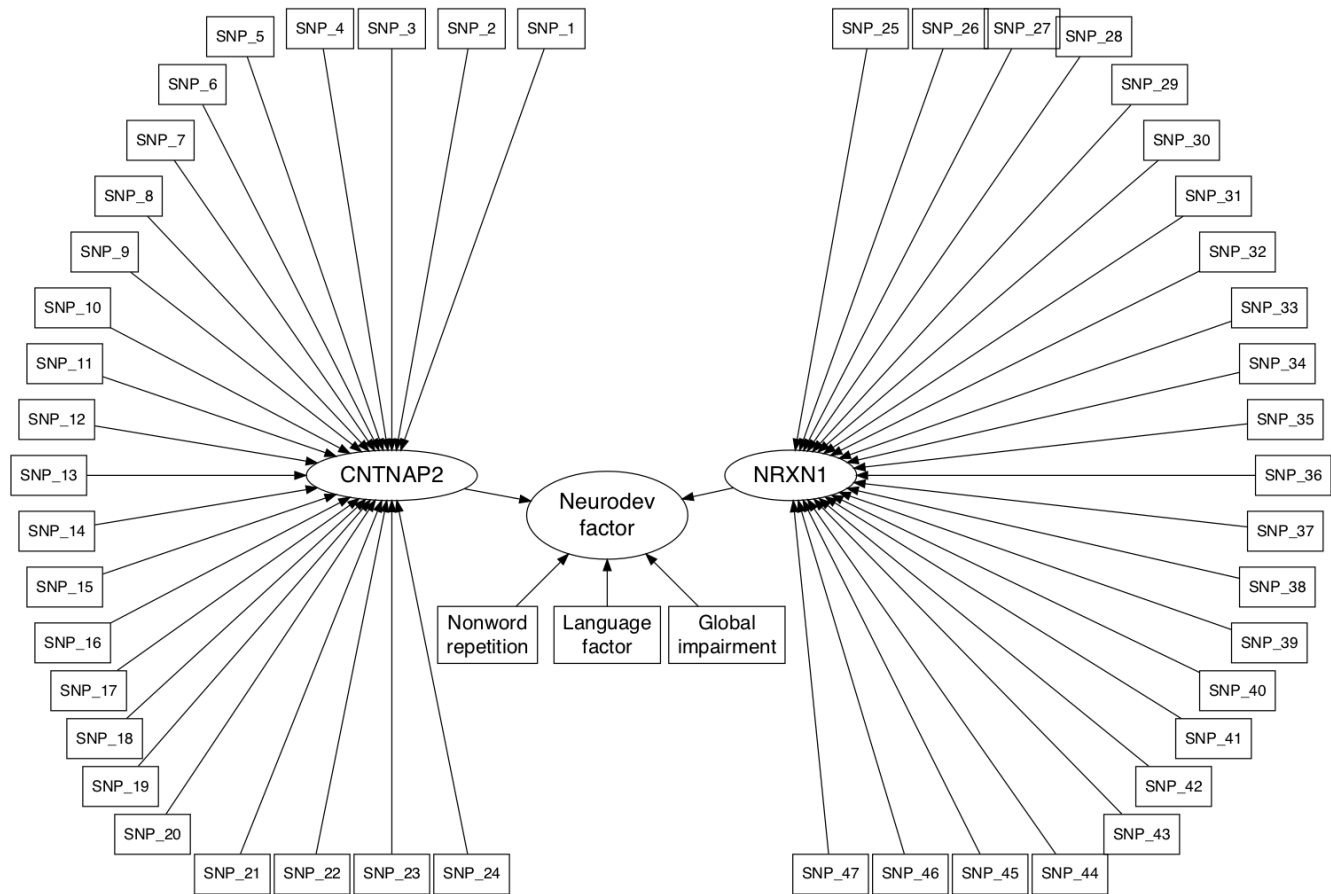 SNP_5
SNP_4
SNP_3
SNP_2
SNP_1
SNP_25
SNP_26
SNP_27
SNP_28
SNP_6
SNP_29
SNP_7
SNP_30
SNP_8
SNP_31
SNP_9
SNP_32
SNP_10
SNP_33
SNP_11
SNP_34
SNP_12
SNP_35
SNP_13
CNTNAP2
NRXN1
SNP_36
Neurodev
factor
SNP_14
SNP_37
SNP_15
SNP_38
Nonword
repetition
Language
factor
Global
impairment
SNP_16
SNP_39
SNP_17
SNP_40
SNP_18
SNP_41
SNP_19
SNP_42
SNP_20
SNP_43
SNP_21
SNP_22
SNP_23
SNP_24
SNP_47
SNP_46
SNP_45
SNP_44